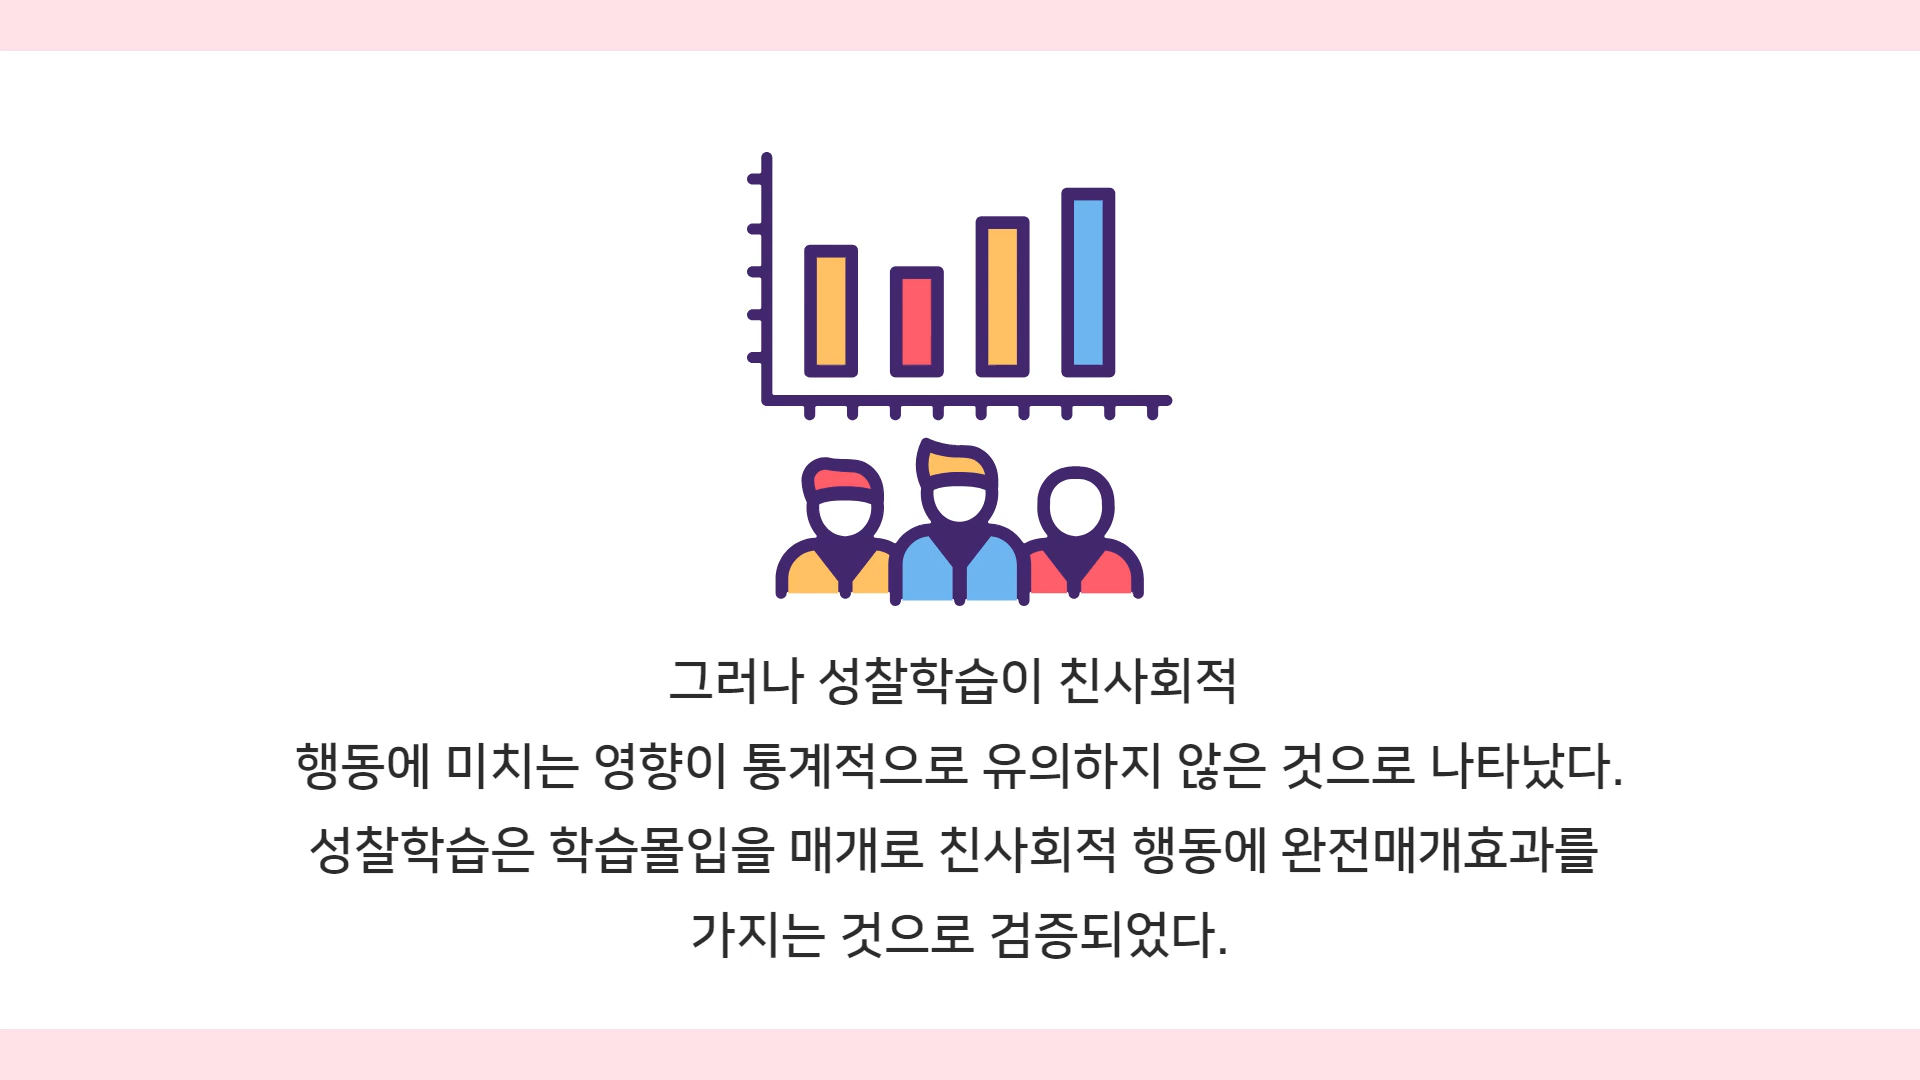 그러나 성찰학습이 친사회적
행동에 미치는 영향이 통계적으로 유의하지 않은 것으로 나타났다.
성찰학습은 학습몰입을 매개로 친사회적 행동에 완전매개효과를
가지는 것으로 검증되었다.